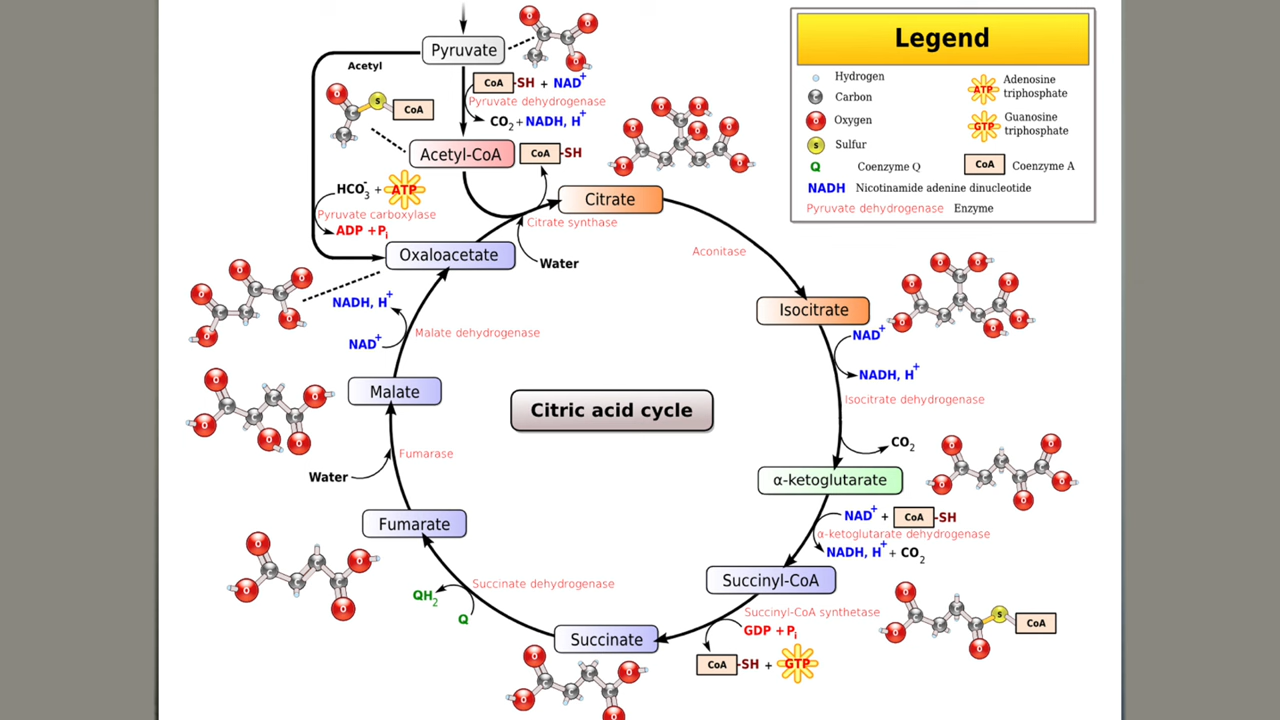 Pyruvate
Acetyl
CoA -SH + NAD+
Pyruvate dehydrogenase
CO2 + NADH, H+
S CoA
Acetyl-CoA
CoA -SH
HCO3- + ATP
Pyruvate carboxylase
ADP + Pi
Citrate
Citrate synthase
Water
Oxaloacetate
Aconitase
Isocitrate
NAD+
NADH, H+
Isocitrate dehydrogenase
CO2
α-ketoglutarate
NAD+ + CoA -SH
α-ketoglutarate dehydrogenase
NADH, H+ + CO2
Succinyl-CoA
S CoA
Succinyl-CoA synthetase
GDP + Pi
CoA -SH + GTP
Succinate
Succinate dehydrogenase
QH2
Q
Fumarate
Fumarase
Water
Malate
Malate dehydrogenase
NADH, H+
NAD+
Citric acid cycle
Legend
Hydrogen
C Carbon
O Oxygen
S Sulfur
Q Coenzyme Q
NADH Nicotinamide adenine dinucleotide
Pyruvate dehydrogenase Enzyme
ATP Adenosine
triphosphate
GTP Guanosine
triphosphate
CoA Coenzyme A